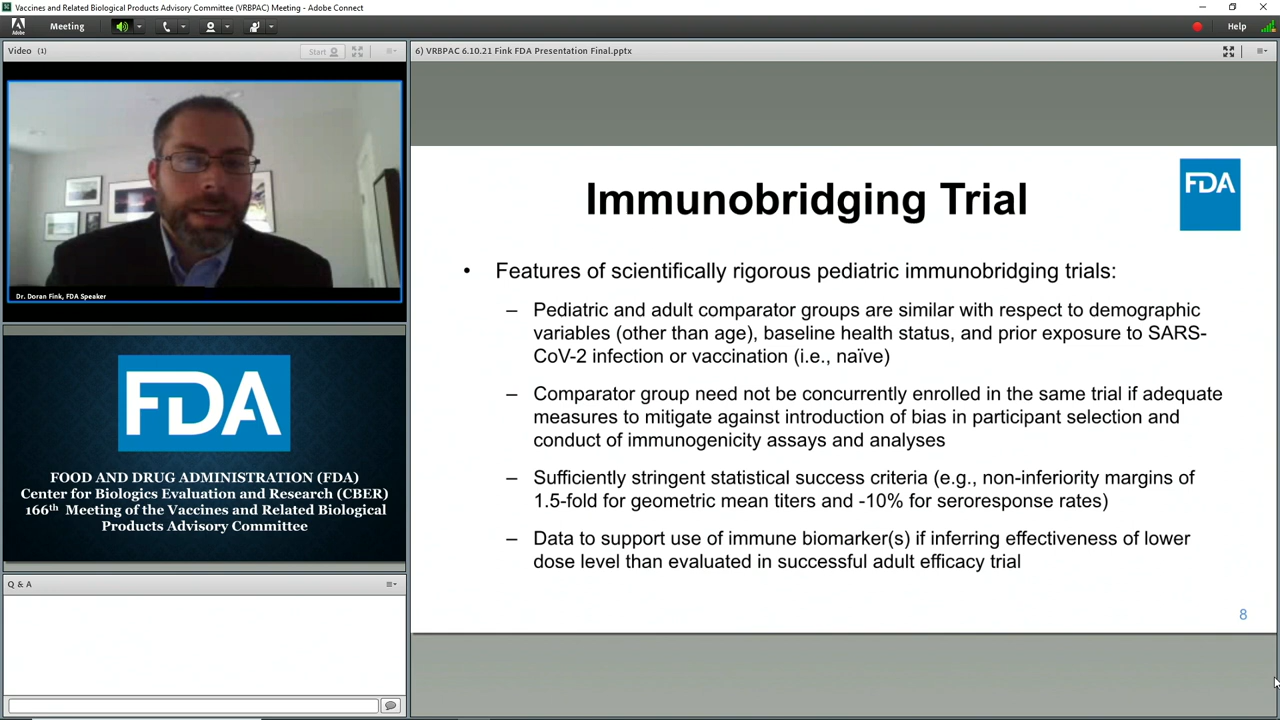 Vaccines and Related Biological Products Advisory Committee (VRBPAC) Meeting - Adobe Connect
Adobe
Meeting
Help
Video (1)
Start
6) VRBPAC 6.10.21 Fink FDA Presentation Final.pptx
Dr. Doran Fink, FDA Speaker
FDA
FOOD AND DRUG ADMINISTRATION (FDA)
Center for Biologics Evaluation and Research (CBER)
166th Meeting of the Vaccines and Related Biological
Products Advisory Committee
Q & A
Immunobridging Trial
FDA
• Features of scientifically rigorous pediatric immunobridging trials:
– Pediatric and adult comparator groups are similar with respect to demographic
variables (other than age), baseline health status, and prior exposure to SARS-
CoV-2 infection or vaccination (i.e., naïve)
– Comparator group need not be concurrently enrolled in the same trial if adequate
measures to mitigate against introduction of bias in participant selection and
conduct of immunogenicity assays and analyses
– Sufficiently stringent statistical success criteria (e.g., non-inferiority margins of
1.5-fold for geometric mean titers and -10% for seroresponse rates)
– Data to support use of immune biomarker(s) if inferring effectiveness of lower
dose level than evaluated in successful adult efficacy trial
8